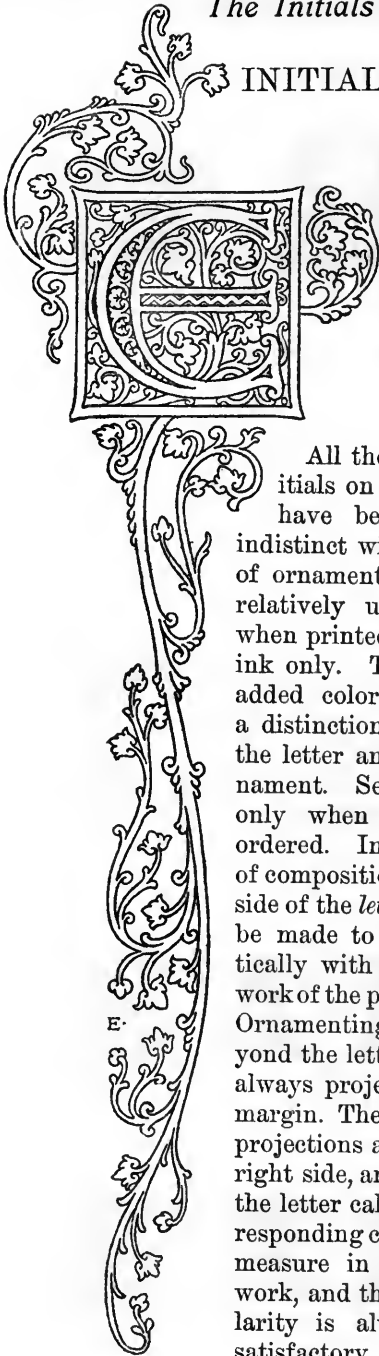 The Initials
INITIAL
E
All the
itials on
have be
indistinct wi
of ornament
relatively u
when printed
ink only. T
added color
a distinction
the letter an
nament. Se
only when
ordered. In
of compositi
side of the le
be made to
tically with
work of the p
E·
Ornamenting
yond the lett
always proje
margin. The
projections a
right side, an
the letter cal
responding c
measure in
work, and th
larity is al
satisfactory